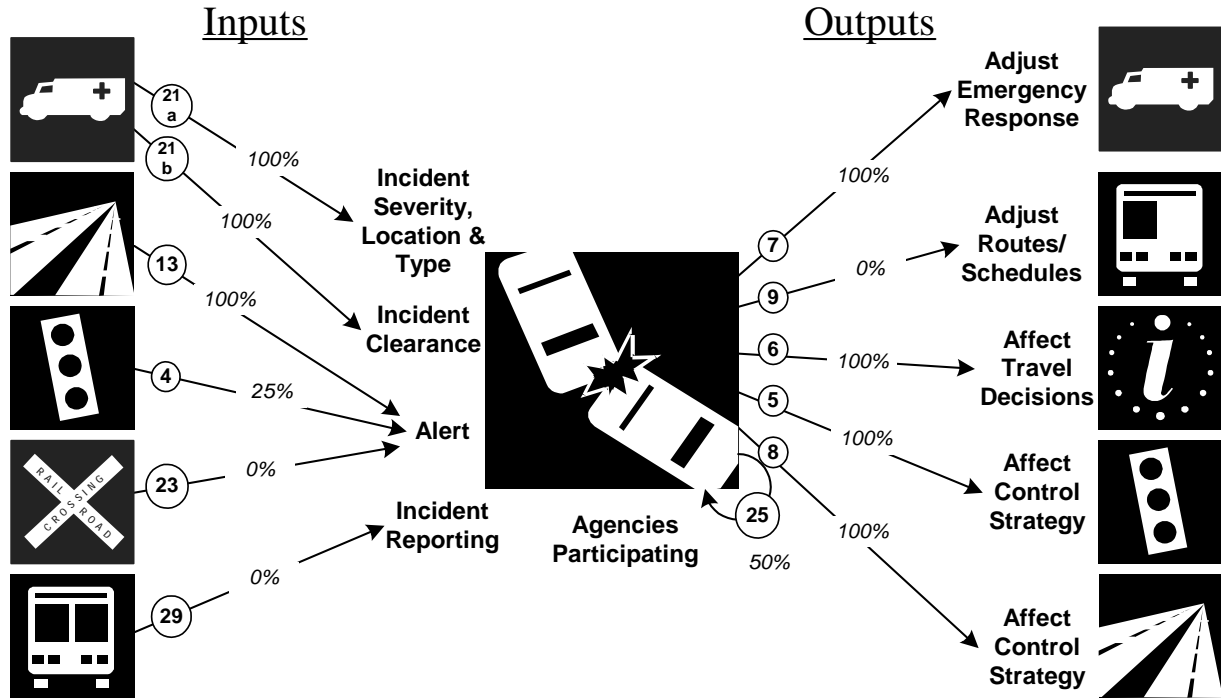 Inputs
Outputs
21
a
100%
21
b
100%
13
100%
4
25%
23
0%
29
0%
RAIL
ROAD
CROSSING
Incident
Severity,
Location &
Type
Incident
Clearance
Alert
Incident
Reporting
Agencies
Participating
25
50%
7
100%
9
0%
6
100%
5
100%
8
100%
Adjust
Emergency
Response
Adjust
Routes/
Schedules
Affect
Travel
Decisions
i
Affect
Control
Strategy
Affect
Control
Strategy